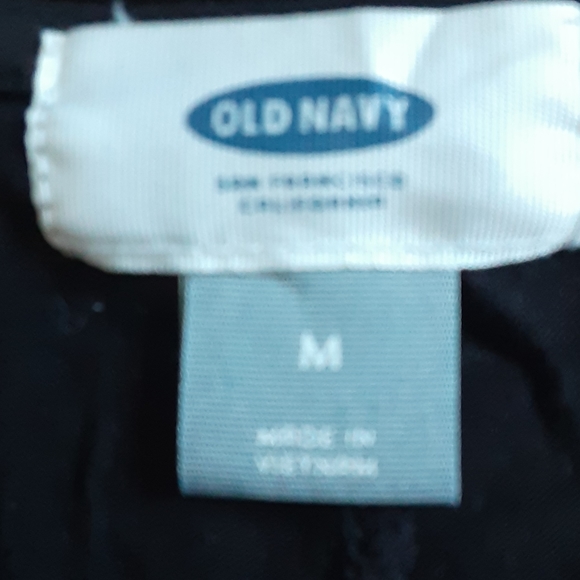 OLD NAVY
SAN FRANCISCO
CALIFORNIA
M
MADE IN
VIETNAM